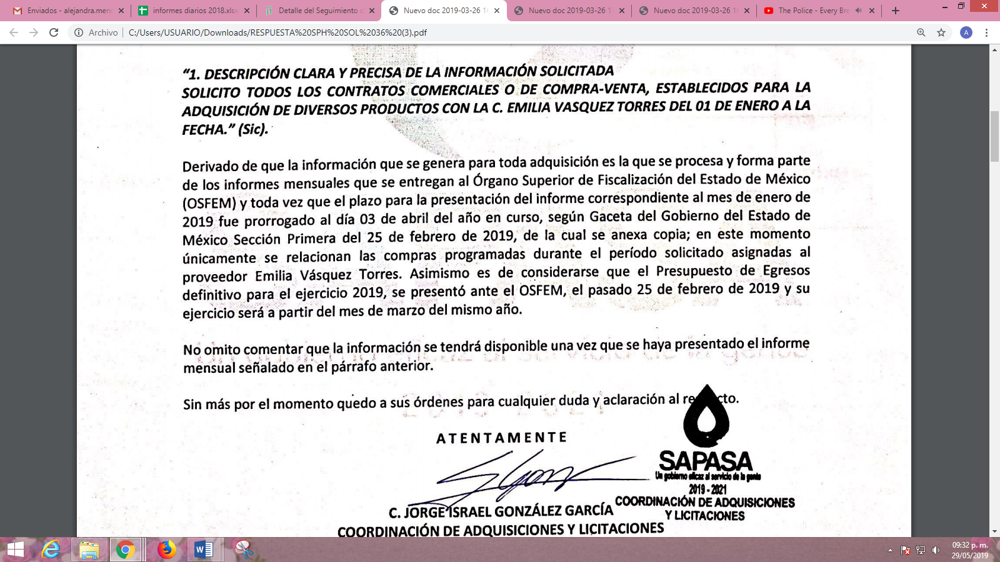 Enviados - alejandra.menc
informes diarios 2018.xlsx
Detalle del Seguimiento d
Nuevo doc 2019-03-26 1
Nuevo doc 2019-03-26 1
Nuevo doc 2019-03-26 1
The Police - Every Bre
Archivo
C:/Users/USUARIO/Downloads/RESPUESTA%20SPH%20SOL%2036%20(3).pdf
A
“1. DESCRIPCIÓN CLARA Y PRECISA DE LA INFORMACIÓN SOLICITADA
SOLICITO TODOS LOS CONTRATOS COMERCIALES O DE COMPRA-VENTA, ESTABLECIDOS PARA LA
ADQUISICIÓN DE DIVERSOS PRODUCTOS CON LA C. EMILIA VASQUEZ TORRES DEL 01 DE ENERO A LA
FECHA.” (Sic).
Derivado de que la información que se genera para toda adquisición es la que se procesa y forma parte
de los informes mensuales que se entregan al Órgano Superior de Fiscalización del Estado de México
(OSFEM) y toda vez que el plazo para la presentación del informe correspondiente al mes de enero de
2019 fue prorrogado al día 03 de abril del año en curso, según Gaceta del Gobierno del Estado de
México Sección Primera del 25 de febrero de 2019, de la cual se anexa copia; en este momento
únicamente se relacionan las compras programadas durante el período solicitado asignadas al
proveedor Emilia Vásquez Torres. Asimismo es de considerarse que el Presupuesto de Egresos
definitivo para el ejercicio 2019, se presentó ante el OSFEM, el pasado 25 de febrero de 2019 y su
ejercicio será a partir del mes de marzo del mismo año.
No omito comentar que la información se tendrá disponible una vez que se haya presentado el informe
mensual señalado en el párrafo anterior.
Sin más por el momento quedo a sus órdenes para cualquier duda y aclaración al
ATENTAMENTE
SAPASA
Un gobierno eficaz al servicio de la gente
2019 - 2021
COORDINACIÓN DE ADQUISICIONES
Y LICITACIONES
C. JORGE ISRAEL GONZÁLEZ GARCÍA
COORDINACIÓN DE ADQUISICIONES Y LICITACIONES
09:32 p. m.
29/05/2019